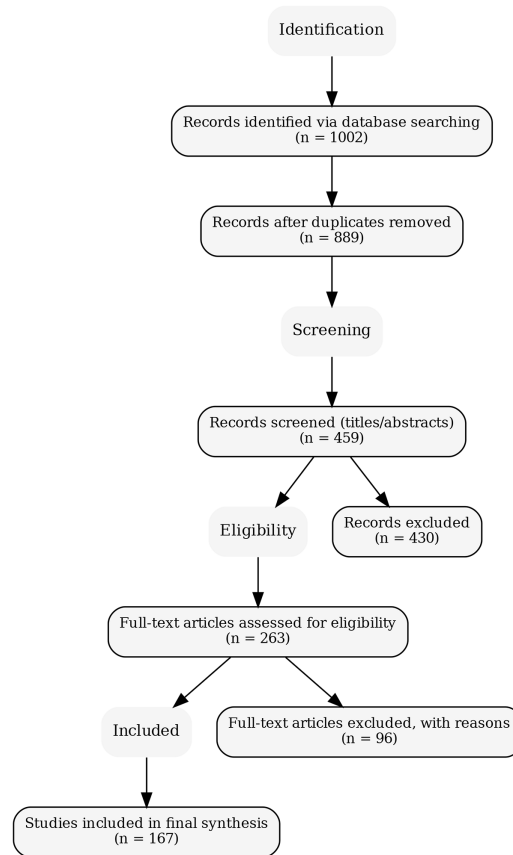 Identification
Records identified via database searching
(n = 1002)
Records after duplicates removed
(n = 889)
Screening
Records screened (titles/abstracts)
(n = 459)
Eligibility
Records excluded
(n = 430)
Full-text articles assessed for eligibility
(n = 263)
Included
Full-text articles excluded, with reasons
(n = 96)
Studies included in final synthesis
(n = 167)